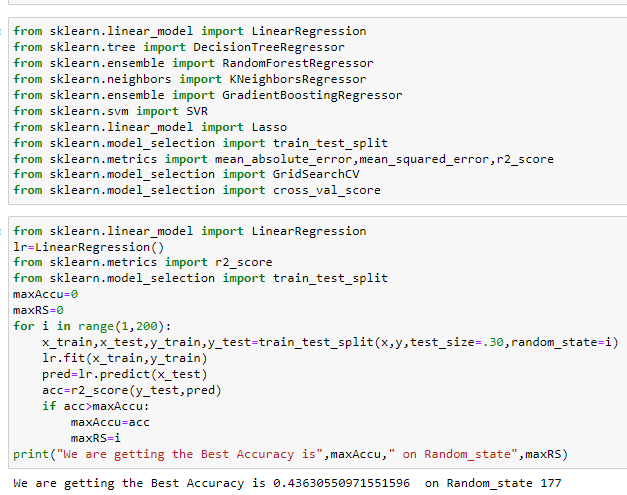 from sklearn.linear_model import LinearRegression
from sklearn.tree import DecisionTreeRegressor
from sklearn.ensemble import RandomForestRegressor
from sklearn.neighbors import KNeighborsRegressor
from sklearn.ensemble import GradientBoostingRegressor
from sklearn.svm import SVR
from sklearn.linear_model import Lasso
from sklearn.model_selection import train_test_split
from sklearn.metrics import mean_absolute_error,mean_squared_error,r2_score
from sklearn.model_selection import GridSearchCV
from sklearn.model_selection import cross_val_score
from sklearn.linear_model import LinearRegression
lr=LinearRegression()
from sklearn.metrics import r2_score
from sklearn.model_selection import train_test_split
maxAccu=0
maxRS=0
for i in range(1,200):
    x_train,x_test,y_train,y_test=train_test_split(x,y,test_size=.30,random_state=i)
    lr.fit(x_train,y_train)
    pred=lr.predict(x_test)
    acc=r2_score(y_test,pred)
    if acc>maxAccu:
        maxAccu=acc
        maxRS=i
print("We are getting the Best Accuracy is",maxAccu," on Random_state",maxRS)
We are getting the Best Accuracy is 0.43630550971551596  on Random_state 177